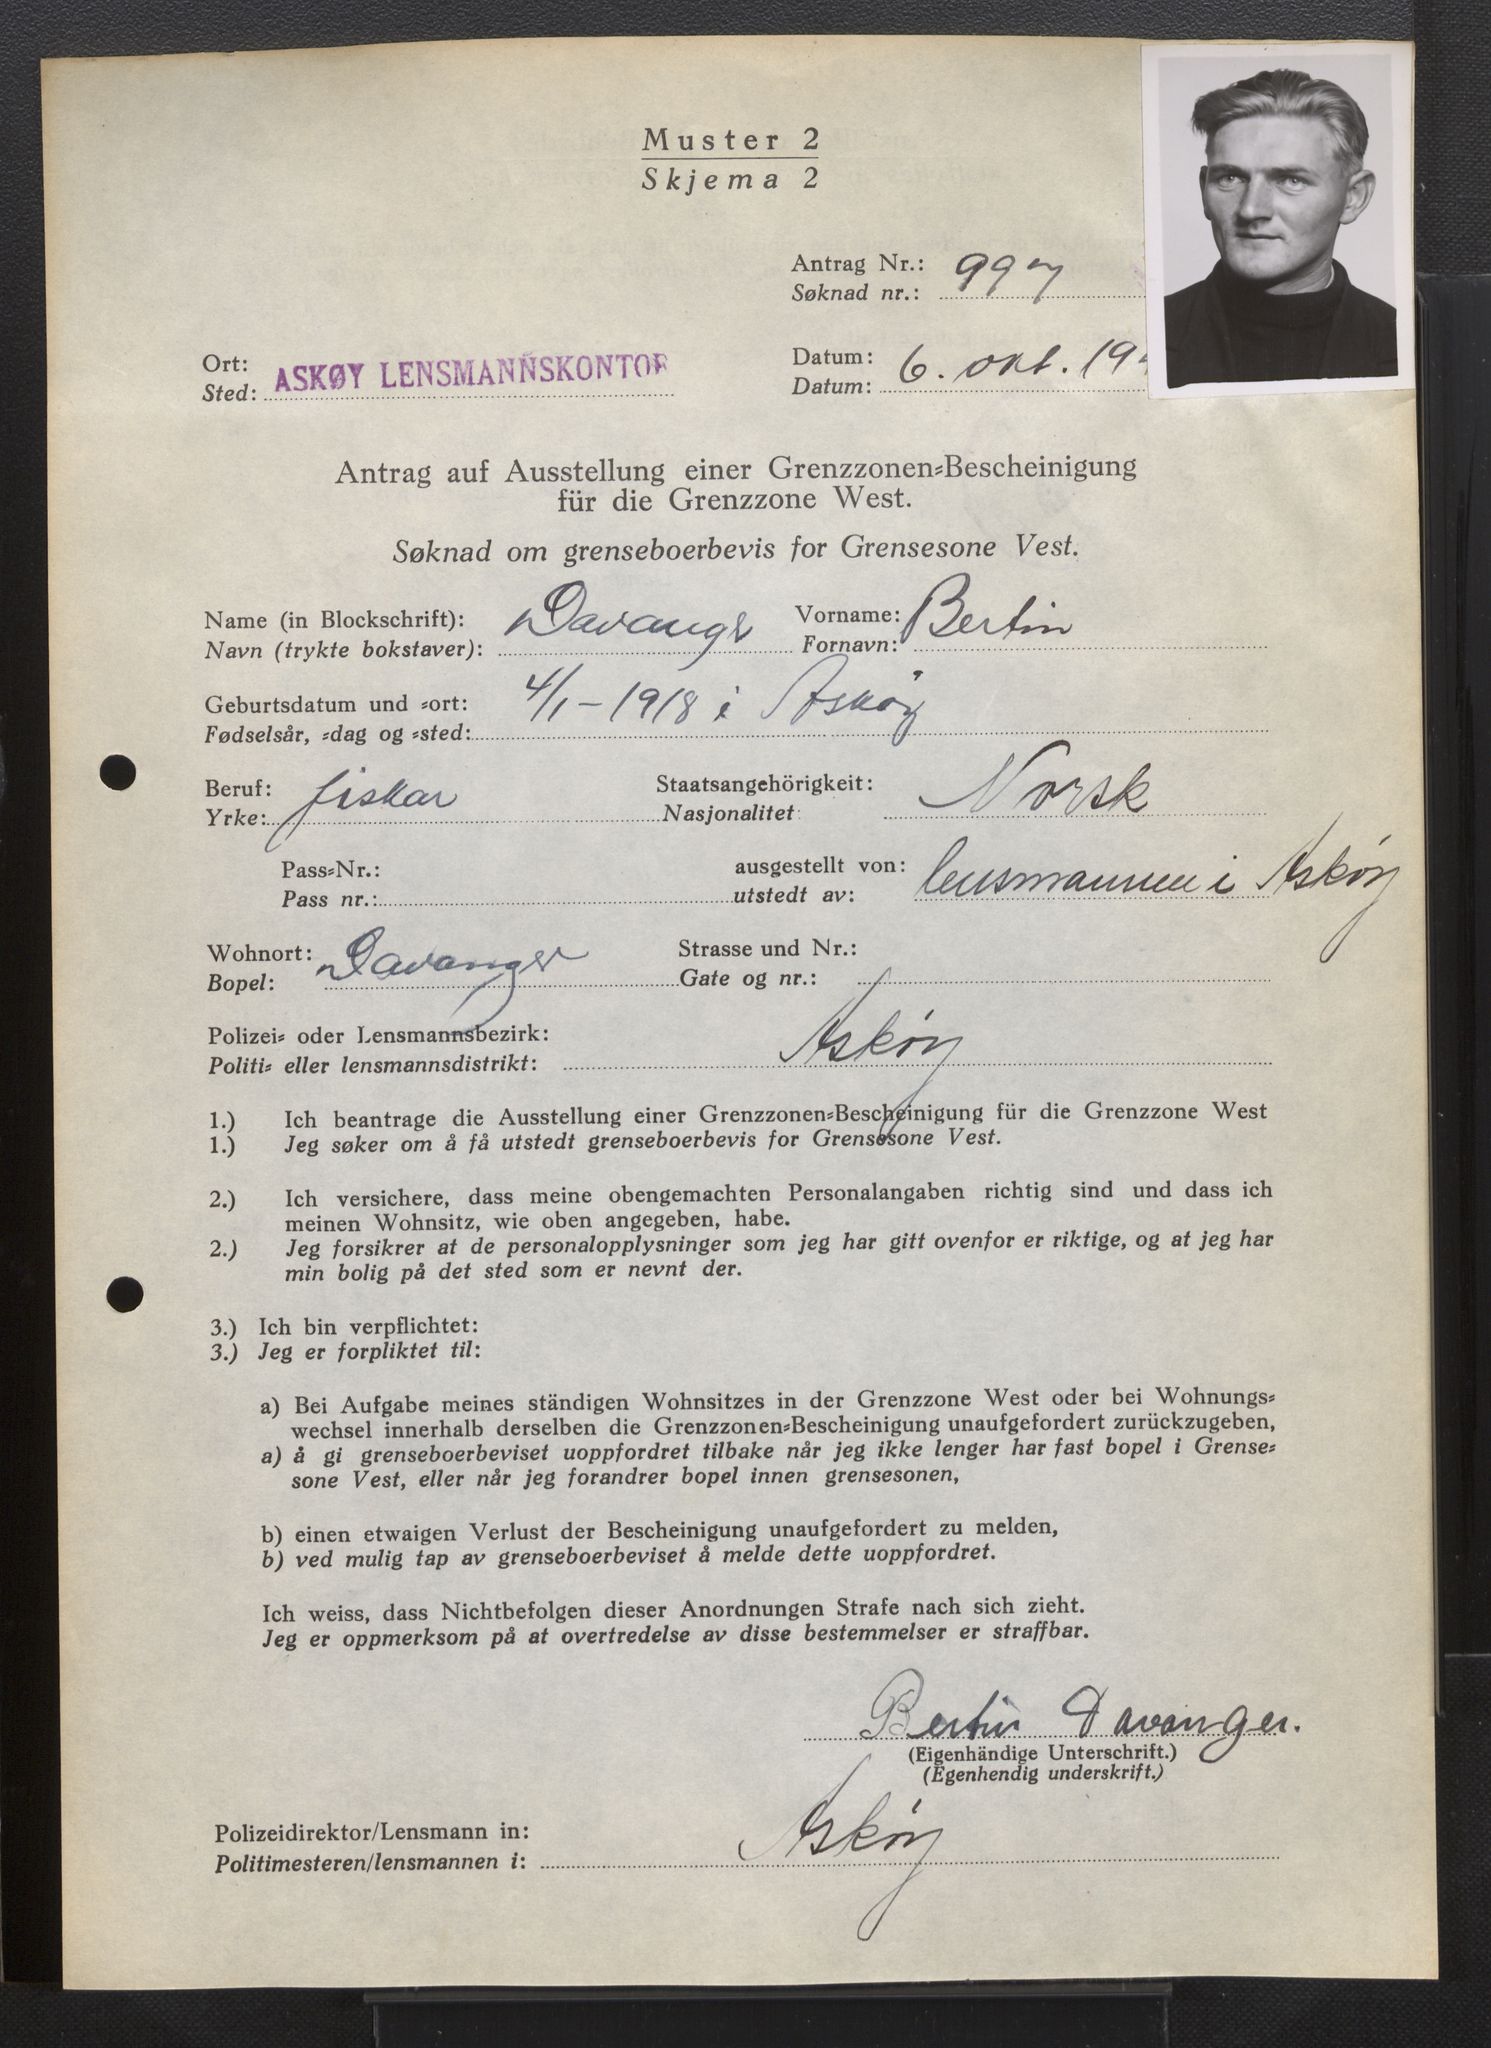 Muster 2
Skjema 2
Antrag Nr.: 997
Søknad nr.:
Ort:
Sted: ASKØY LENSMANNSKONTOR
Datum: 6. okt. 19
Datum:
Antrag auf Ausstellung einer Grenzzonen=Bescheinigung
für die Grenzzone West.
Søknad om grenseboerbevis for Grensesone Vest.
Name (in Blockschrift): Davanger Vorname: Bertin
Navn (trykte bokstaver): Fornavn:
Geburtsdatum und =ort: 4/1 – 1918 i Askøy
Fødselsår, =dag og =sted:
Beruf: fiskar Staatsangehörigkeit: Norsk
Yrke: Nasjonalitet:
Pass=Nr.: ausgestellt von: lensmannen i Askøy
Pass nr.: utstedt av:
Wohnort: Davanger Strasse und Nr.:
Bopel: Gate og nr.:
Polizei= oder Lensmannsbezirk: Askøy
Politi= eller lensmannsdistrikt:
1.) Ich beantrage die Ausstellung einer Grenzzonen=Bescheinigung für die Grenzzone West
1.) Jeg søker om å få utstedt grenseboerbevis for Grensesone Vest.
2.) Ich versichere, dass meine obengemachten Personalangaben richtig sind und dass ich
meinen Wohnsitz, wie oben angegeben, habe.
2.) Jeg forsikrer at de personalopplysninger som jeg har gitt ovenfor er riktige, og at jeg har
min bolig på det sted som er nevnt der.
3.) Ich bin verpflichtet:
3.) Jeg er forpliktet til:
a) Bei Aufgabe meines ständigen Wohnsitzes in der Grenzzone West oder bei Wohnungs=
wechsel innerhalb derselben die Grenzzonen=Bescheinigung unaufgefordert zurückzugeben,
a) å gi grenseboerbeviset uoppfordret tilbake når jeg ikke lenger har fast bopel i Grense=
sone Vest, eller når jeg forandrer bopel innen grensesonen,
b) einen etwaigen Verlust der Bescheinigung unaufgefordert zu melden,
b) ved mulig tap av grenseboerbeviset å melde dette uoppfordret.
Ich weiss, dass Nichtbefolgen dieser Anordnungen Strafe nach sich zieht.
Jeg er oppmerksom på at overtredelse av disse bestemmelser er straffbar.
Bertin Davanger.
(Eigenhändige Unterschrift.)
(Egenhendig underskrift.)
Polizeidirektor/Lensmann in: Askøy
Politimesteren/lensmannen i: